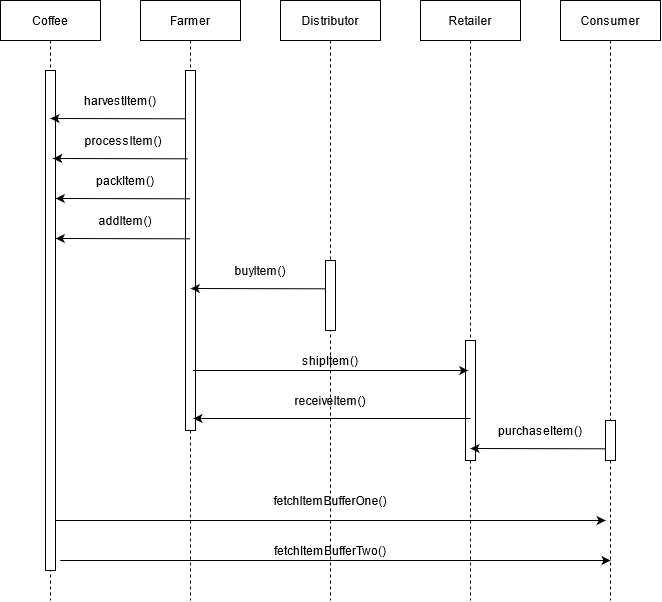 Coffee
Farmer
Distributor
Retailer
Consumer
harvestItem()
processItem()
packItem()
addItem()
buyItem()
shipItem()
receiveItem()
purchaseItem()
fetchItemBufferOne()
fetchItemBufferTwo()